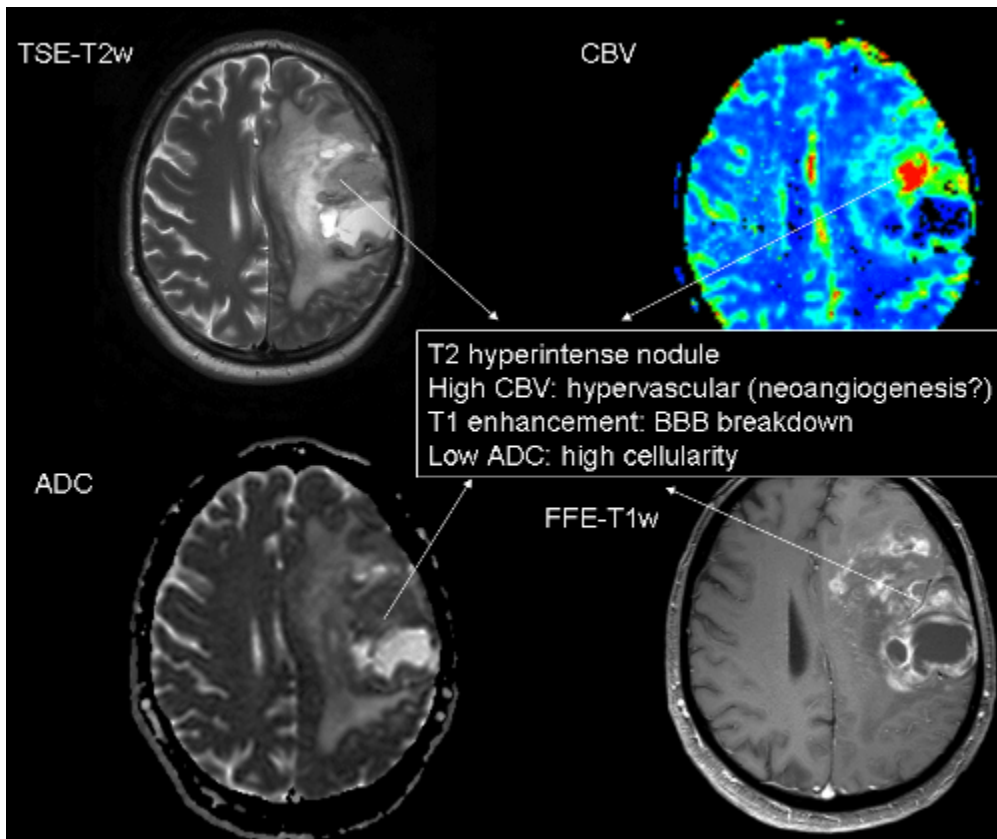 TSE-T2w
CBV
T2 hyperintense nodule
High CBV: hypervascular (neoangiogenesis?)
T1 enhancement: BBB breakdown
Low ADC: high cellularity
ADC
FFE-T1w